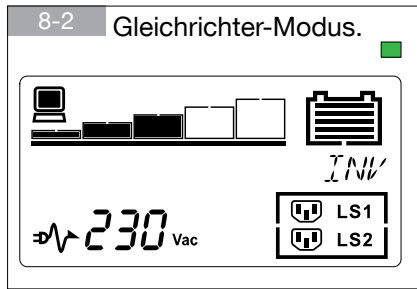 8-2 Gleichrichter-Modus.
INV
230 Vac
LS1
LS2